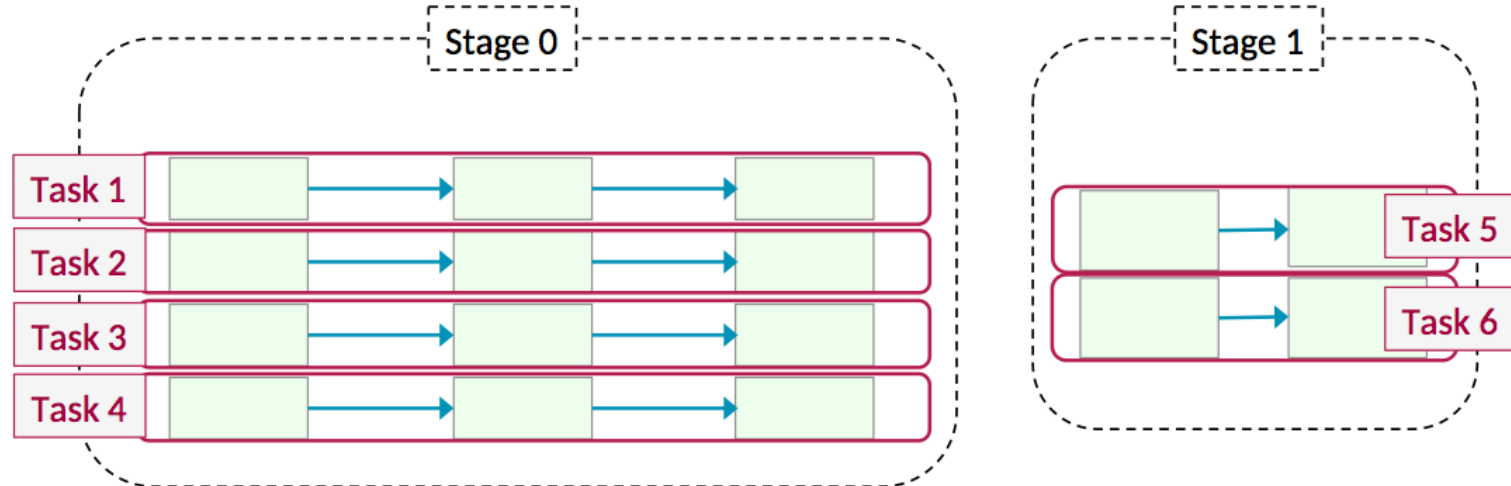 Stage 0
Task 1
Task 2
Task 3
Task 4
Stage 1
Task 5
Task 6